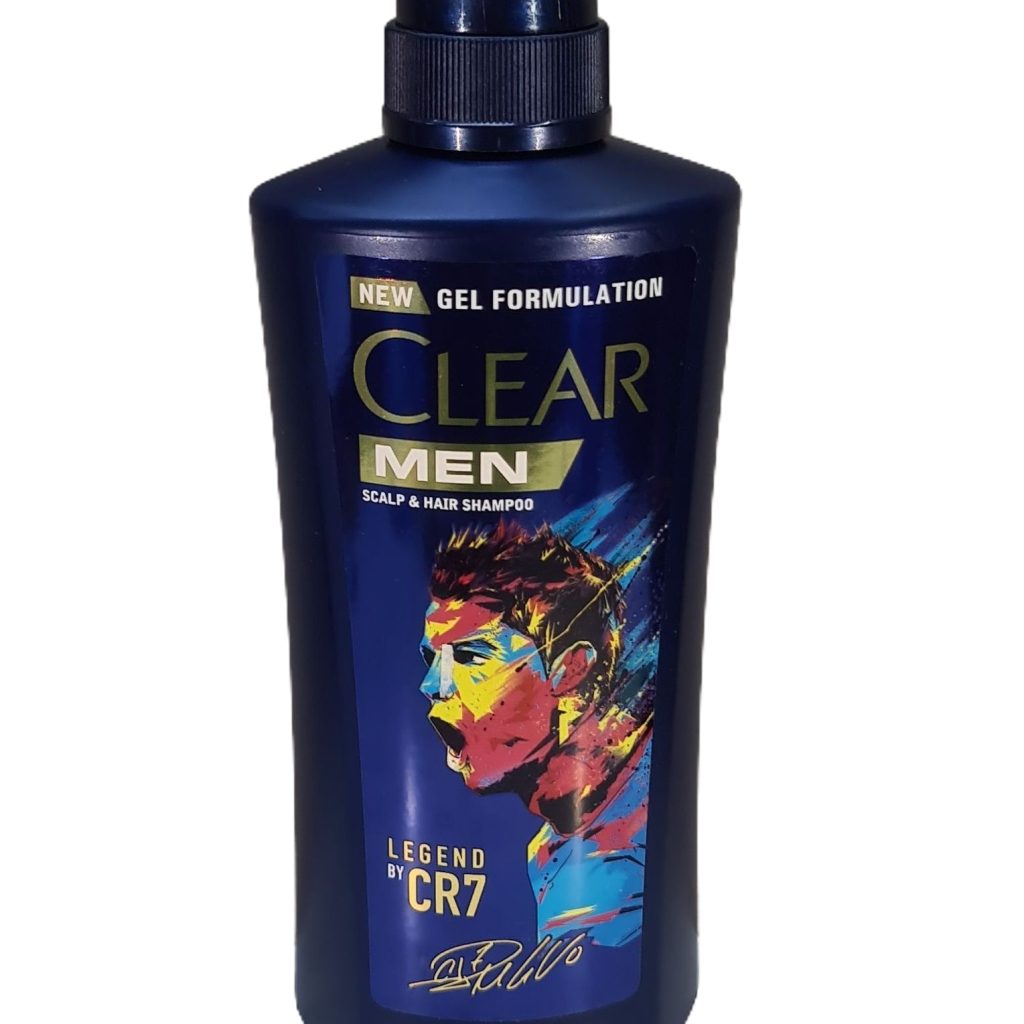 NEW GEL FORMULATION
CLEAR
MEN
SCALP & HAIR SHAMPOO
LEGEND
BY CR7